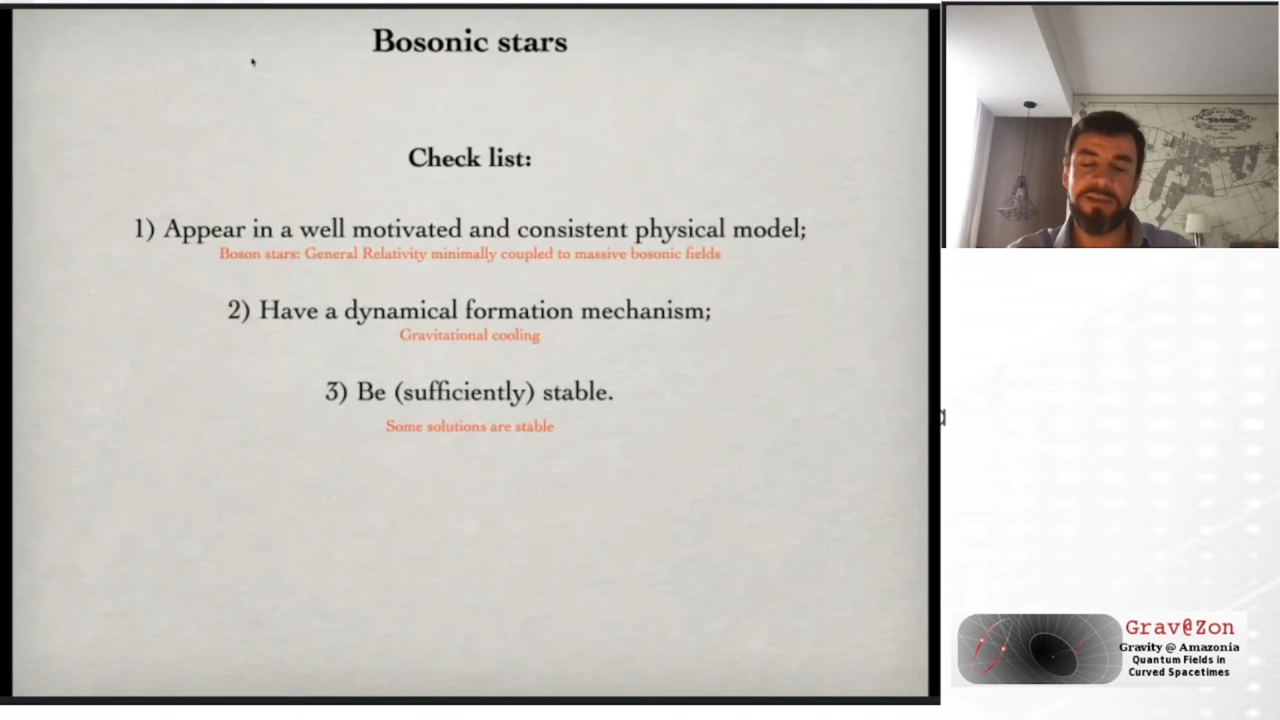 Bosonic stars
Check list:
1) Appear in a well motivated and consistent physical model;
Boson stars: General Relativity minimally coupled to massive bosonic fields
2) Have a dynamical formation mechanism;
Gravitational cooling
3) Be (sufficiently) stable.
Some solutions are stable
Grav@Zon
Gravity @ Amazonia
Quantum Fields in
Curved Spacetimes